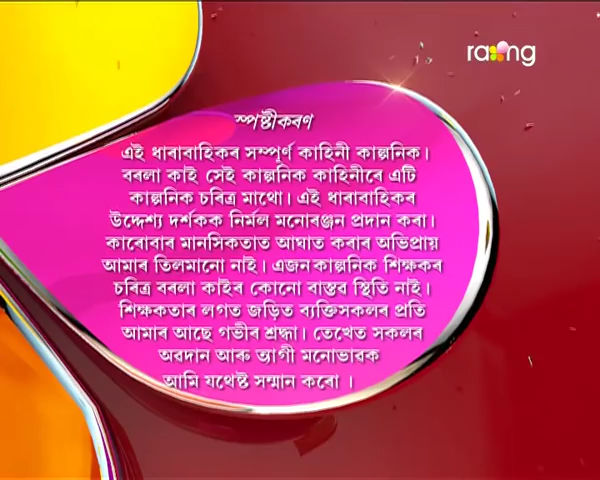 rang
স্পষ্টীকৰণ
এই ধাৰাবাহিকৰ সম্পূৰ্ণ কাহিনী কাল্পনিক।
বৰলা কাই সেই কাল্পনিক কাহিনীৰে এটি
কাল্পনিক চৰিত্ৰ মাথো। এই ধাৰাবাহিকৰ
উদ্দেশ্য দৰ্শকক নিৰ্মল মনোৰঞ্জন প্ৰদান কৰা।
কাৰোবাৰ মানসিকতাত আঘাত কৰাৰ অভিপ্ৰায়
আমাৰ তিলমানো নাই। এজন কাল্পনিক শিক্ষকৰ
চৰিত্ৰ বৰলা কাইৰ কোনো বাস্তৱ স্থিতি নাই।
শিক্ষকতাৰ লগত জড়িত ব্যক্তিসকলৰ প্ৰতি
আমাৰ আছে গভীৰ শ্ৰদ্ধা। তেখেত সকলৰ
অৱদান আৰু ত্যাগী মনোভাৱক
আমি যথেষ্ট সন্মান কৰো ।